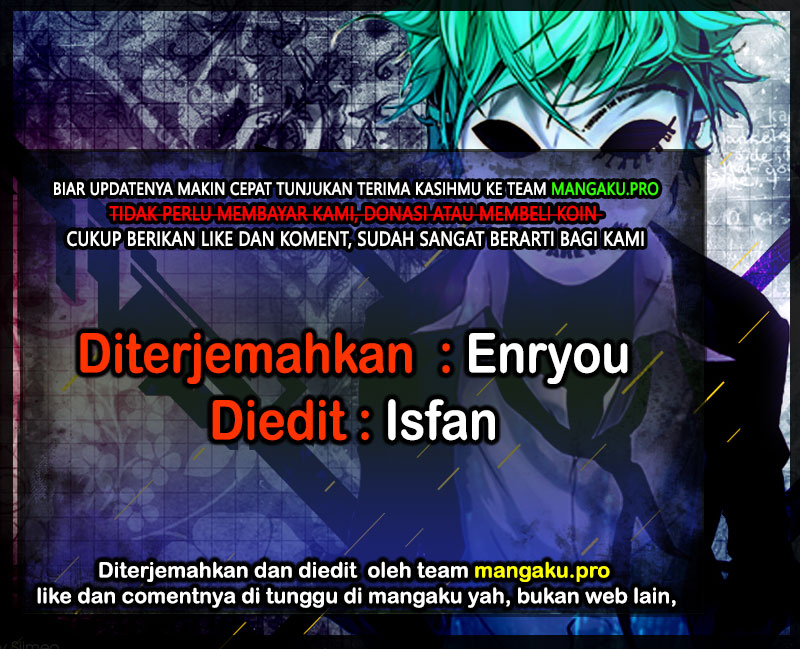 BIAR UPDATENYA MAKIN CEPAT TUNJUKAN TERIMA KASIHMU KE TEAM MANGAKU.PRO
TIDAK PERLU MEMBAYAR KAMI, DONASI ATAU MEMBELI KOIN
CUKUP BERIKAN LIKE DAN KOMENT, SUDAH SANGAT BERARTI BAGI KAMI
Diterjemahkan : Enryou
Diedit : Isfan
Diterjemahkan dan diedit oleh team mangaku.pro
like dan comentnya di tunggu di mangaku yah, bukan web lain,